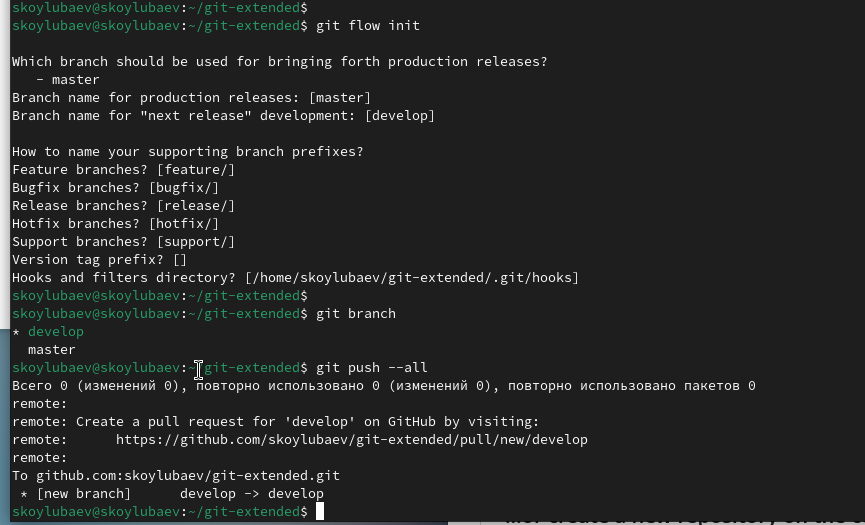 skoylubaev@skoylubaev:~/git-extended$
skoylubaev@skoylubaev:~/git-extended$ git flow init
Which branch should be used for bringing forth production releases?
   - master
Branch name for production releases: [master]
Branch name for "next release" development: [develop]
How to name your supporting branch prefixes?
Feature branches? [feature/]
Bugfix branches? [bugfix/]
Release branches? [release/]
Hotfix branches? [hotfix/]
Support branches? [support/]
Version tag prefix? []
Hooks and filters directory? [/home/skoylubaev/git-extended/.git/hooks]
skoylubaev@skoylubaev:~/git-extended$
skoylubaev@skoylubaev:~/git-extended$ git branch
* develop
  master
skoylubaev@skoylubaev:~/git-extended$ git push --all
Всего 0 (изменений 0), повторно использовано 0 (изменений 0), повторно использовано пакетов 0
remote:
remote: Create a pull request for 'develop' on GitHub by visiting:
remote:      https://github.com/skoylubaev/git-extended/pull/new/develop
remote:
To github.com:skoylubaev/git-extended.git
 * [new branch]      develop -> develop
skoylubaev@skoylubaev:~/git-extended$